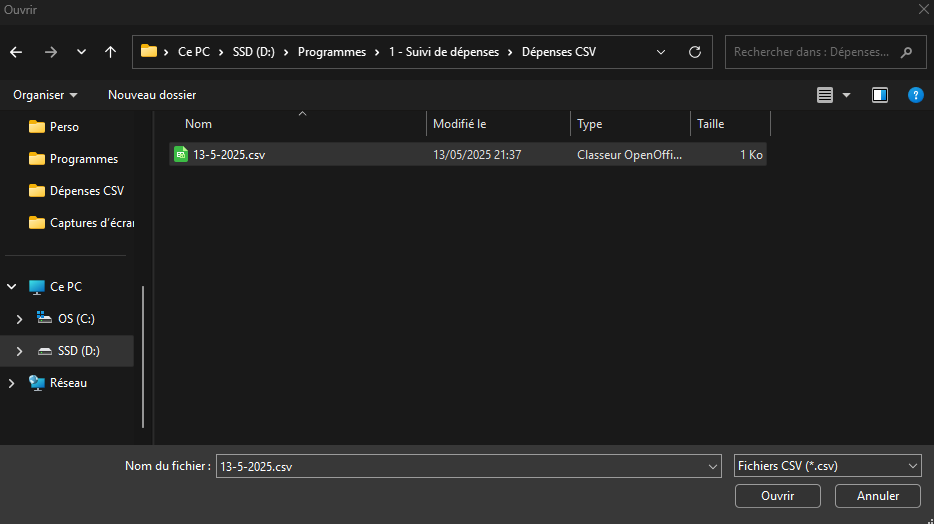 Ouvrir
Ce PC > SSD (D:) > Programmes > 1 - Suivi de dépenses > Dépenses CSV
Rechercher dans : Dépenses...
Organiser
Nouveau dossier
?
Nom
Modifié le
Type
Taille
13-5-2025.csv
13/05/2025 21:37
Classeur OpenOffi...
1 Ko
Perso
Programmes
Dépenses CSV
Captures d'écrar
Ce PC
OS (C:)
SSD (D:)
Réseau
Nom du fichier :
13-5-2025.csv
Fichiers CSV (*.csv)
Ouvrir
Annuler